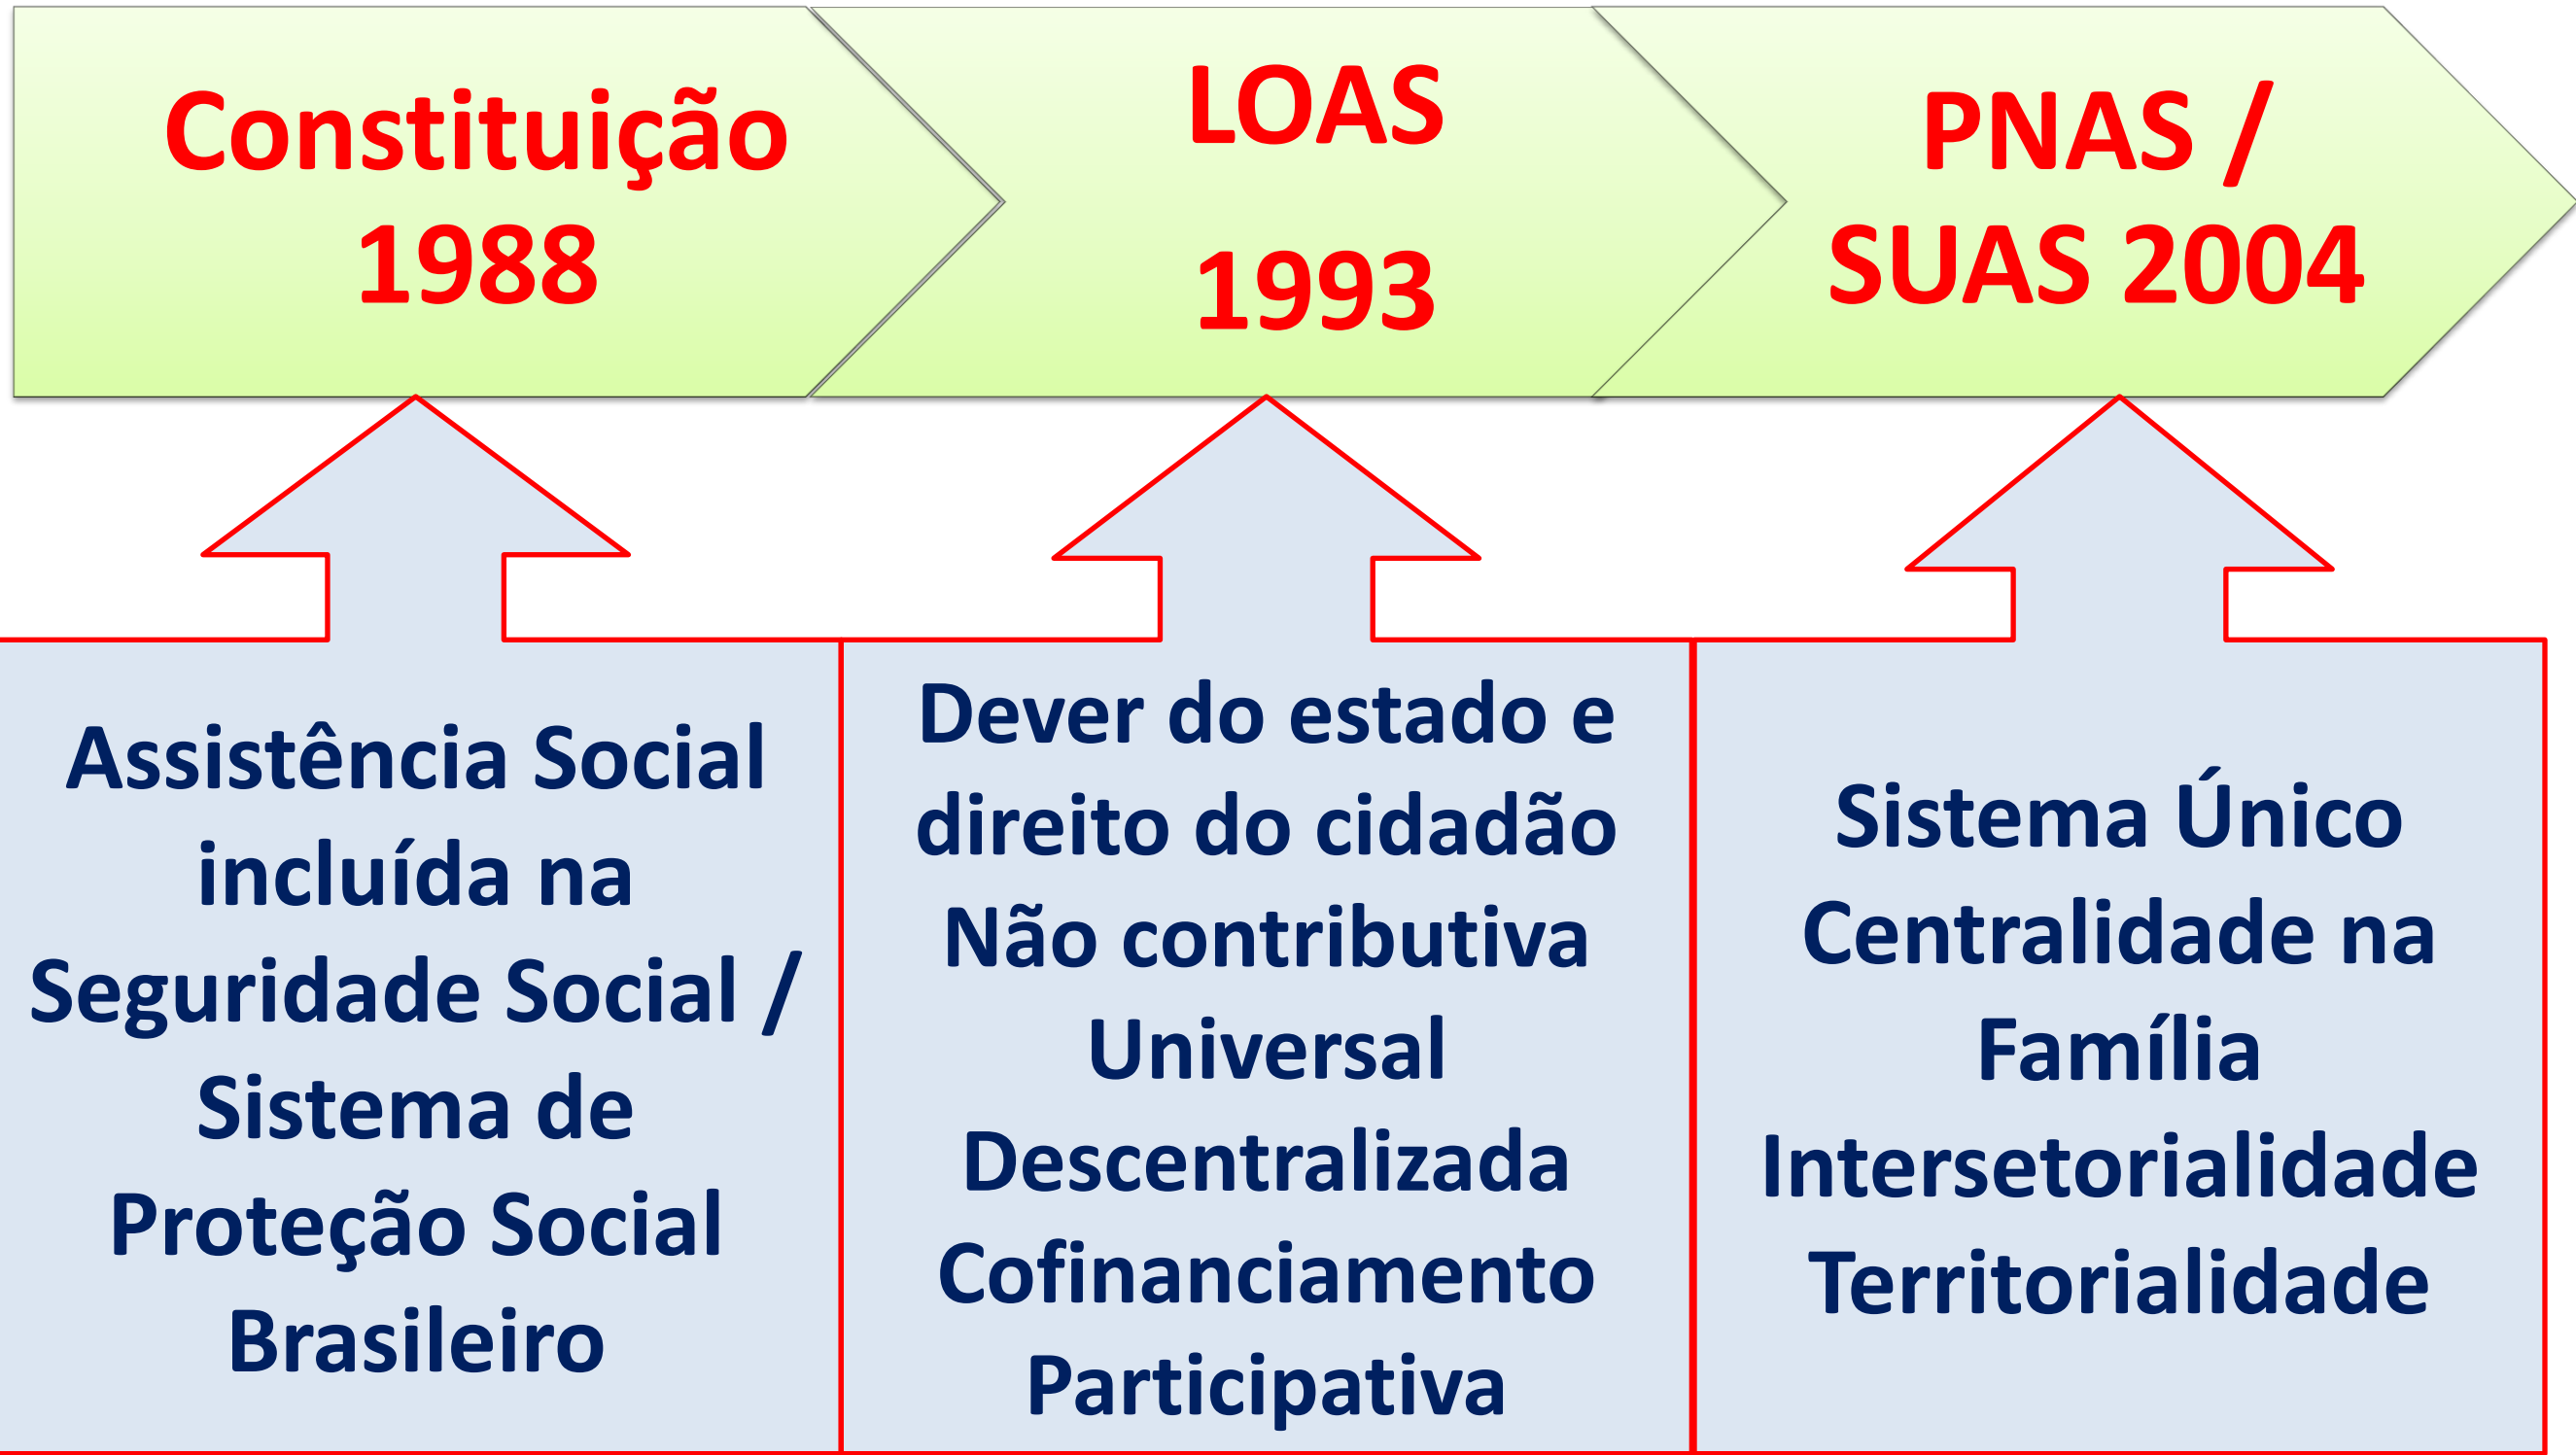 Constituição
1988
LOAS
1993
PNAS /
SUAS 2004
Assistência Social
incluída na
Seguridade Social /
Sistema de
Proteção Social
Brasileiro
Dever do estado e
direito do cidadão
Não contributiva
Universal
Descentralizada
Cofinanciamento
Participativa
Sistema Único
Centralidade na
Família
Intersetorialidade
Territorialidade